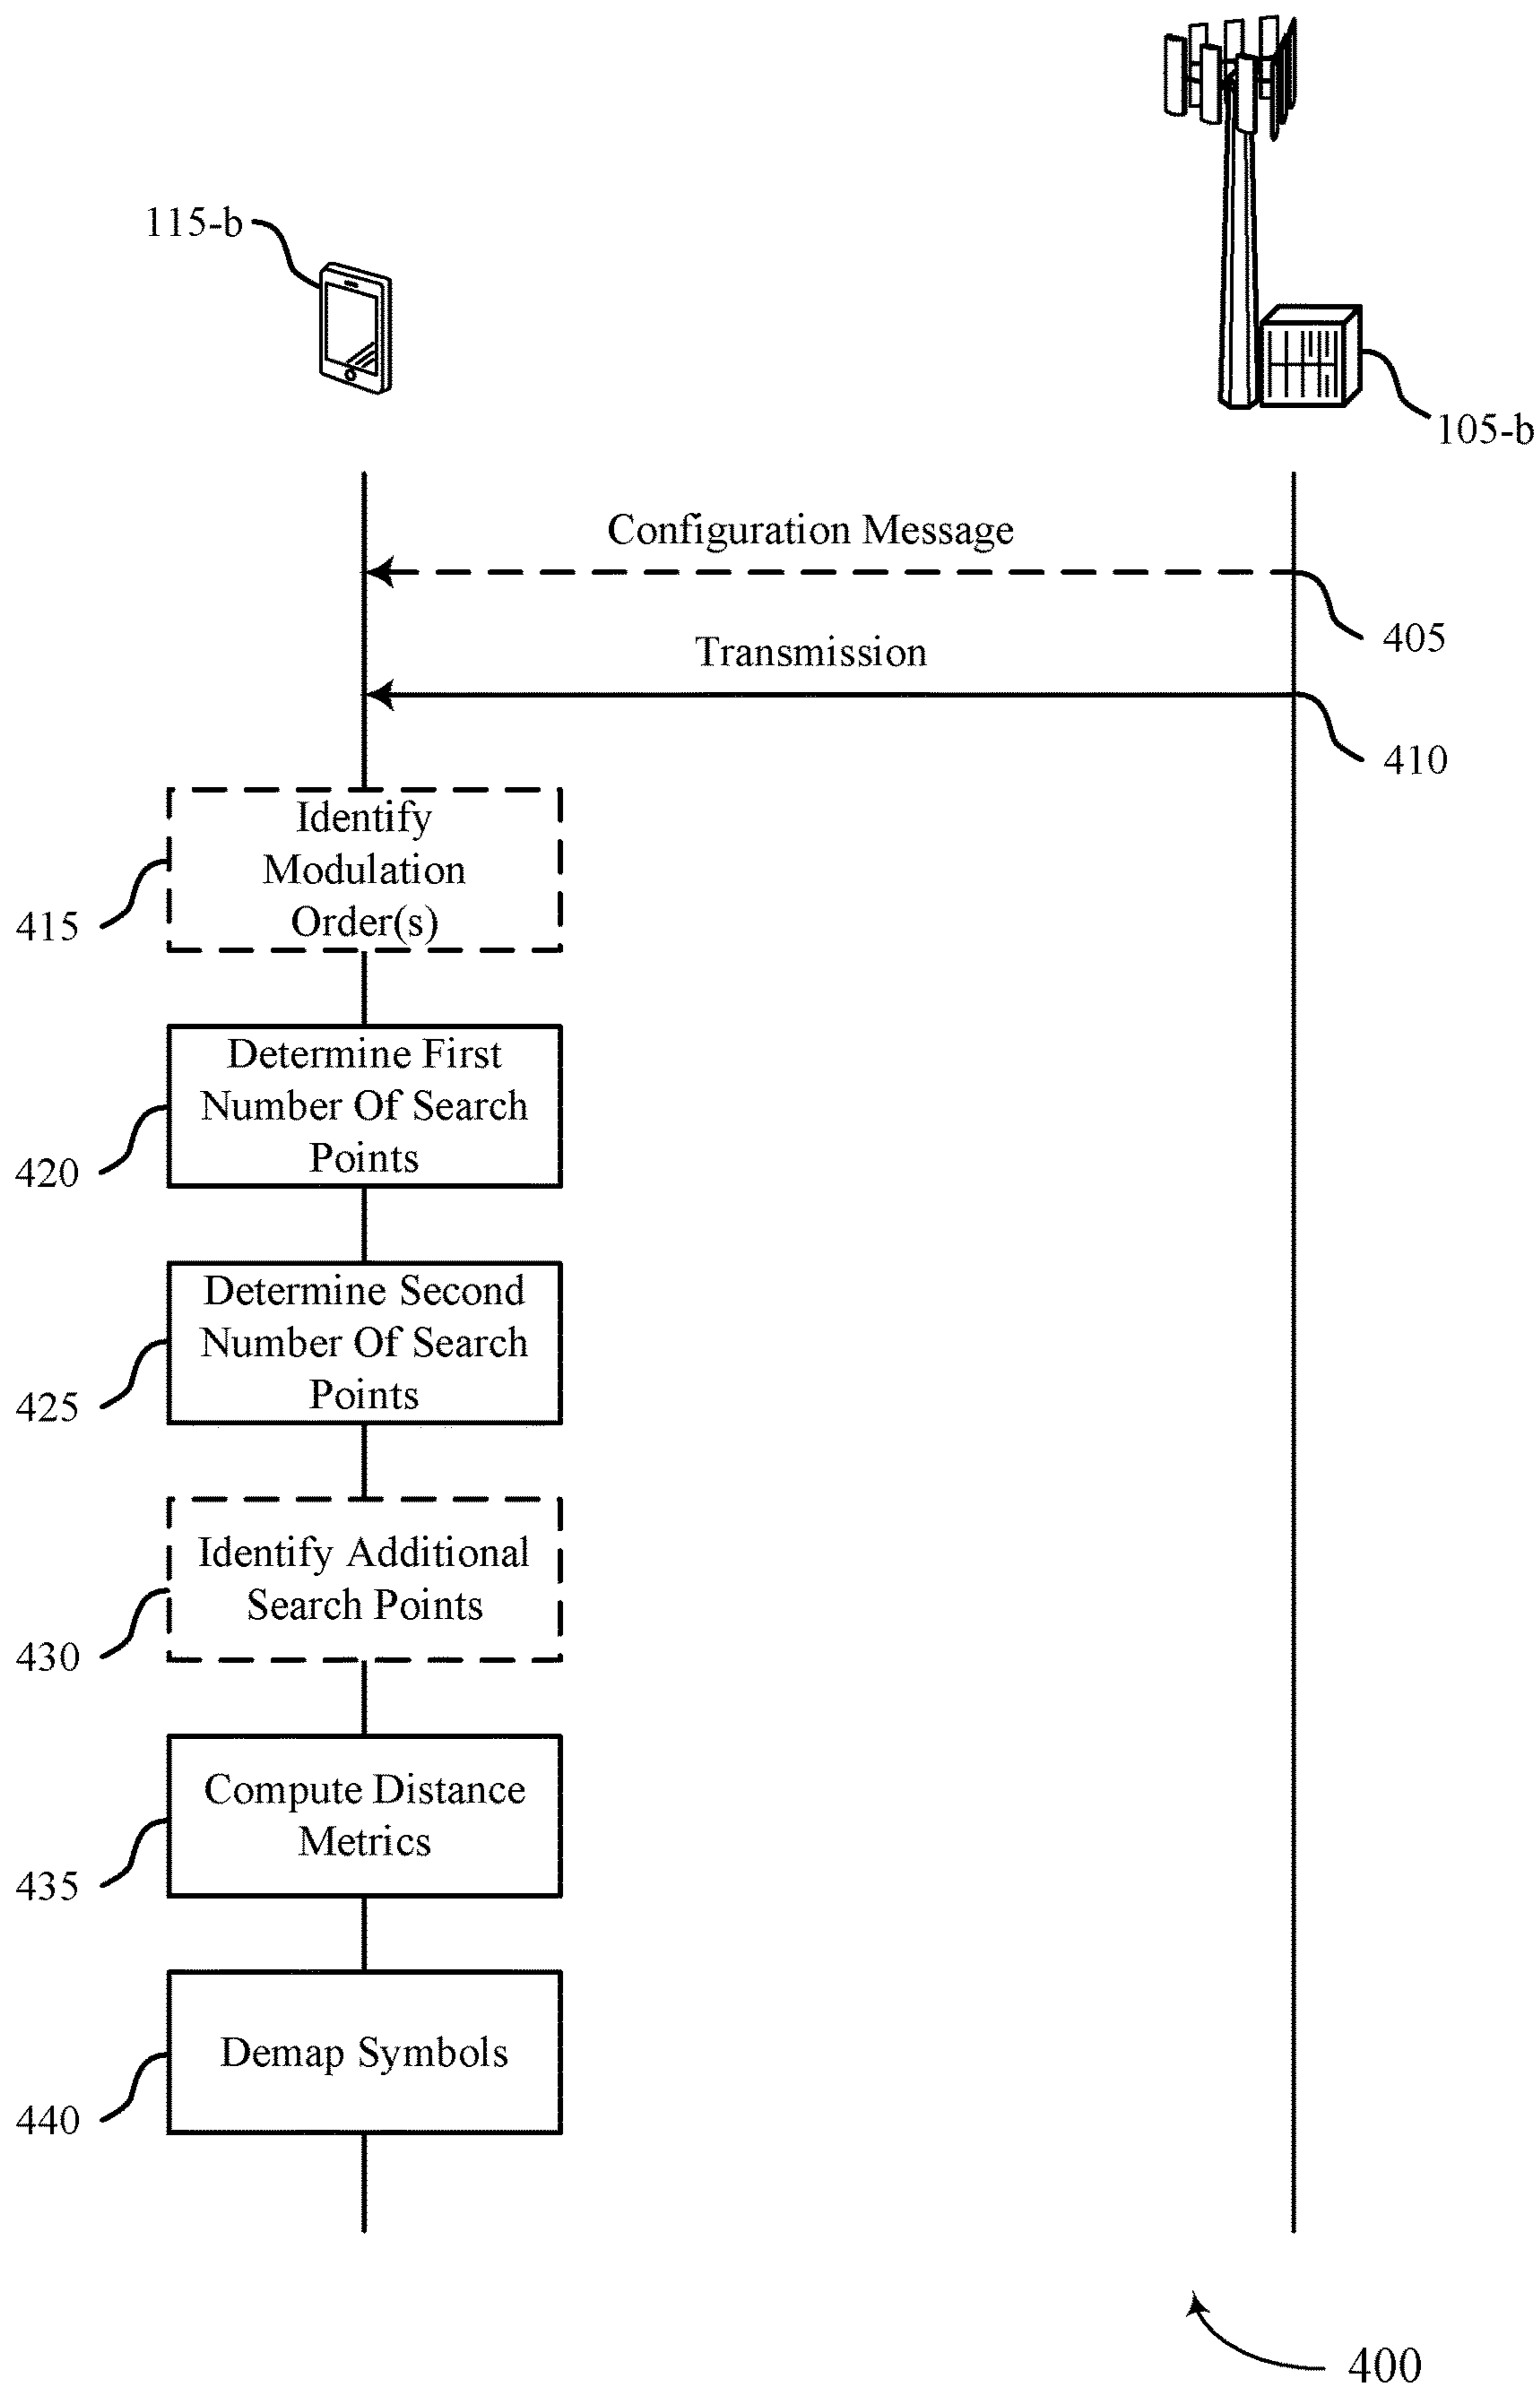 115-b
105-b
Configuration Message
405
Transmission
410
Identify
Modulation
Order(s)
415
Determine First
Number Of Search
Points
420
Determine Second
Number Of Search
Points
425
Identify Additional
Search Points
430
Compute Distance
Metrics
435
Demap Symbols
440
400